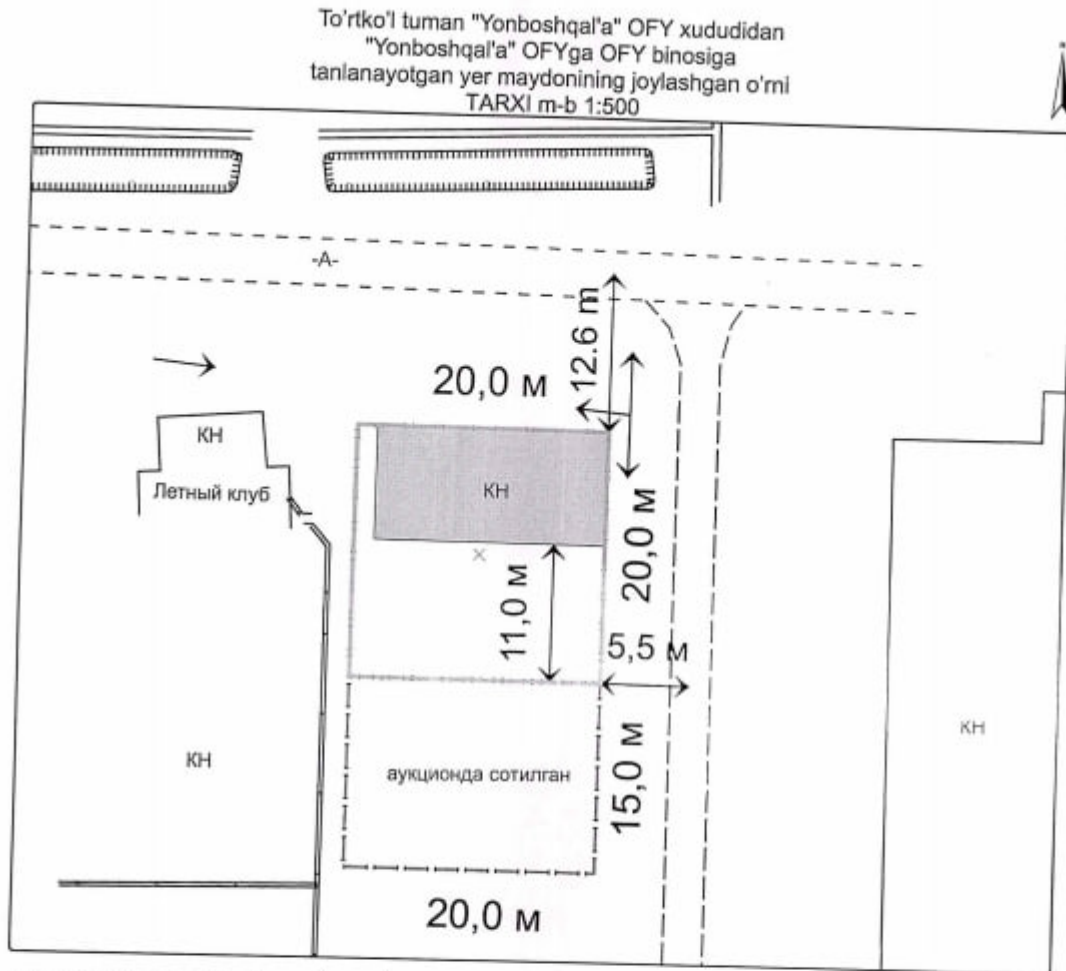 To'rtko'l tuman "Yonboshqal'a" OFY xududidan
"Yonboshqal'a" OFYga OFY binosiga
tanlanayotgan yer maydonining joylashgan o'rni
TARXI m-b 1:500
-A-
12.6 m
20,0 м
КН
Летный клуб
КН
20,0 м
11,0 м
5,5 м
КН
КН
аукционда сотилган
15,0 м
20,0 м